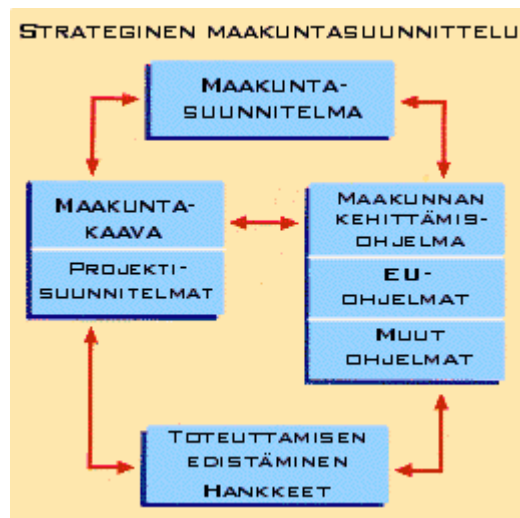 STRATEGINEN MAAKUNTASUUNNITTELU
MAAKUNTA-
SUUNNITELMA
MAAKUNTA-
KAAVA
PROJEKTI-
SUUNNITELMAT
MAAKUNNAN
KEHITTÄMIS-
OHJELMA
EU-
OHJELMAT
MUUT
OHJELMAT
TOTEUTTAMISEN
EDISTÄMINEN
HANKKEET